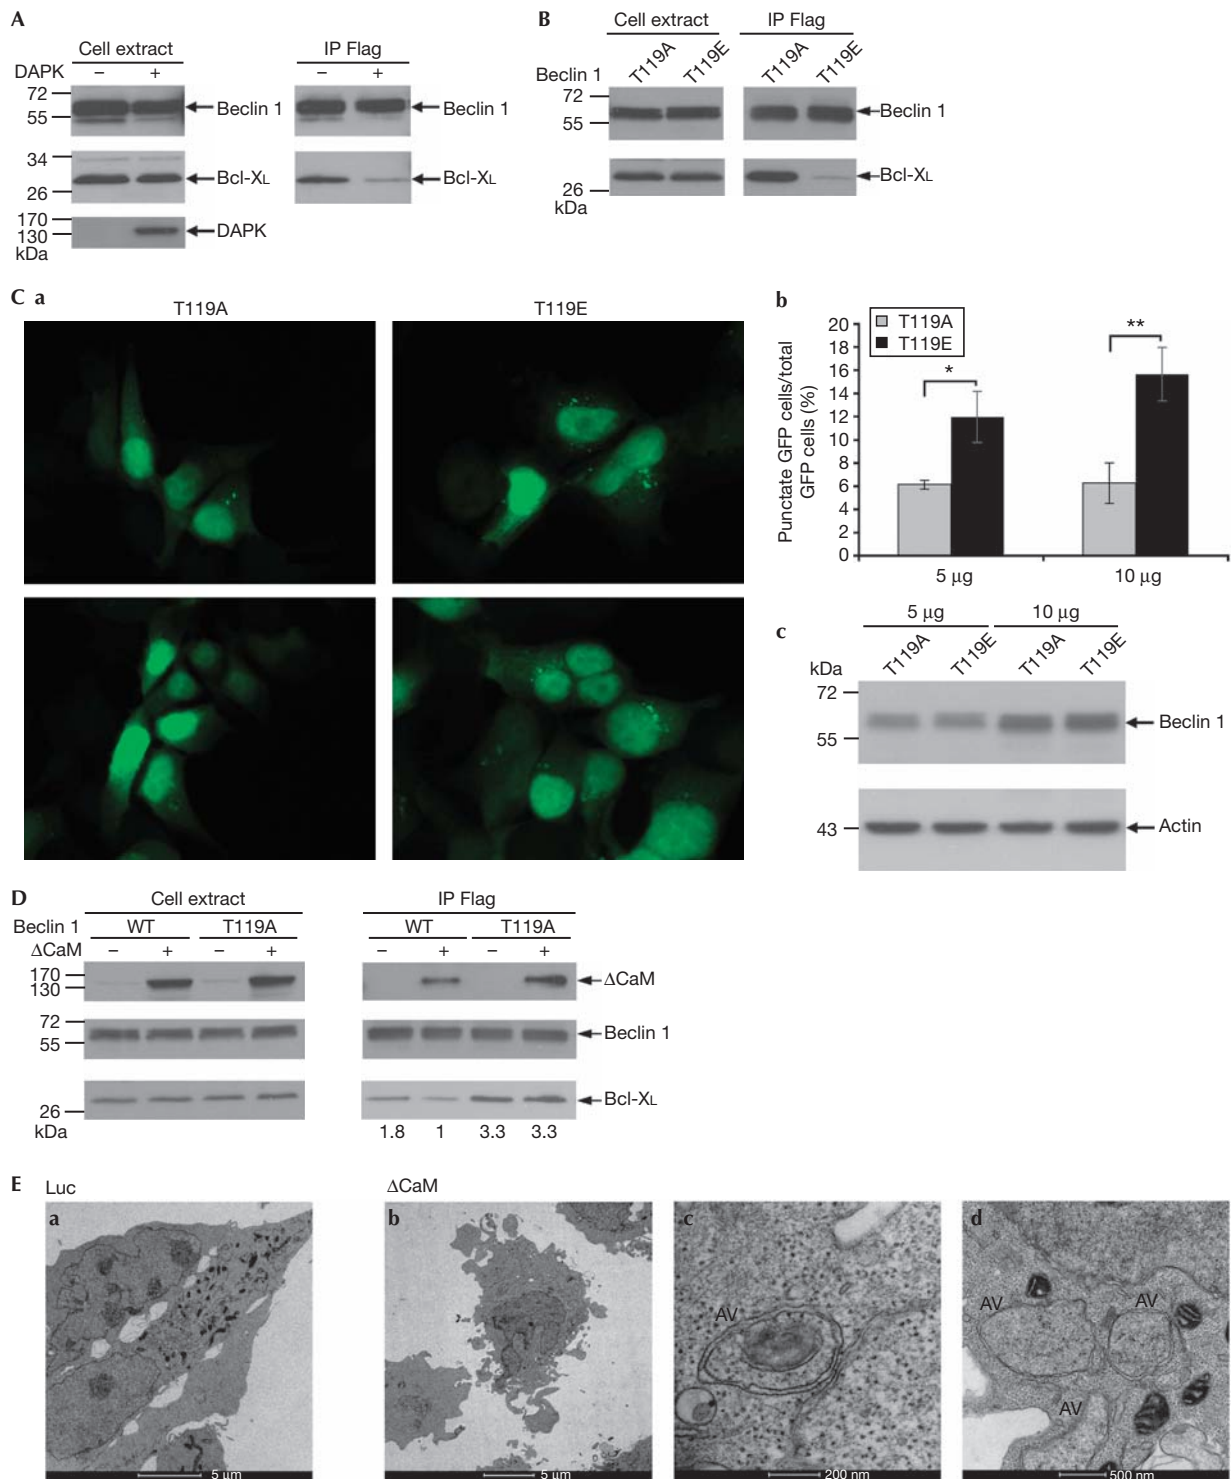 A
Cell extract
IP Flag
DAPK
– +
– +
72
55
Beclin 1
Beclin 1
34
26
Bcl-XL
Bcl-XL
170
130
kDa
DAPK
B
Cell extract
IP Flag
Beclin 1
T119A T119E
T119A T119E
72
55
Beclin 1
26
kDa
Bcl-XL
C a
T119A
T119E
b
T119A
T119E
Punctate GFP cells/total
GFP cells (%)
20
18
16
14
12
10
8
6
4
2
0
*
**
5 µg
10 µg
c
5 µg
10 µg
kDa
T119A T119E T119A T119E
72
55
Beclin 1
43
Actin
D
Cell extract
IP Flag
Beclin 1
WT T119A
WT T119A
ΔCaM
– + – +
– + – +
170
130
ΔCaM
72
55
Beclin 1
26
kDa
Bcl-XL
1.8 1 3.3 3.3
E
Luc
ΔCaM
a
5 µm
b
5 µm
c
AV
200 nm
d
AV
AV
AV
500 nm